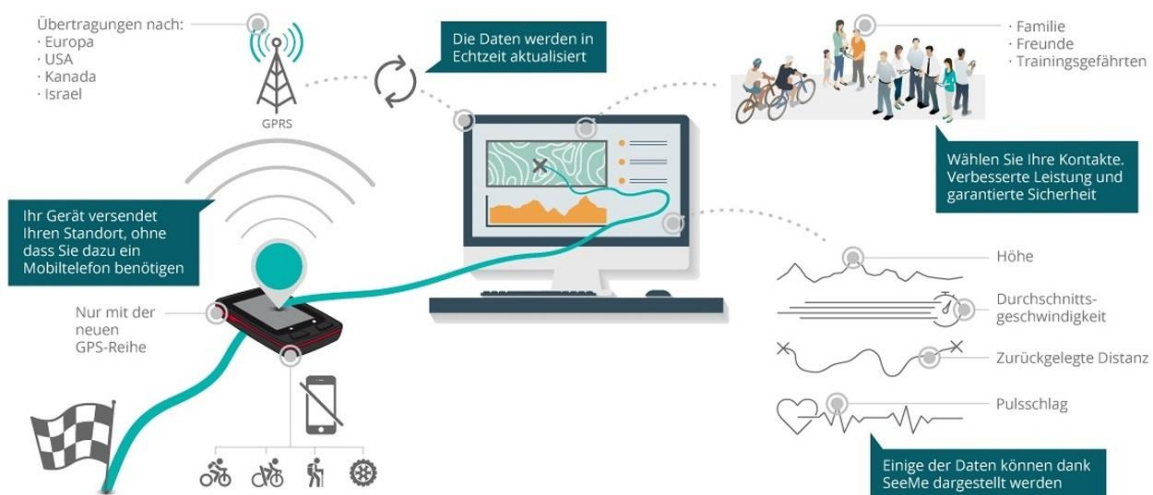 Übertragungen nach:
· Europa
· USA
· Kanada
· Israel
GPRS
Die Daten werden in
Echtzeit aktualisiert
· Familie
· Freunde
· Trainingsgefährten
Wählen Sie Ihre Kontakte.
Verbesserte Leistung und
garantierte Sicherheit
Ihr Gerät versendet
Ihren Standort, ohne
dass Sie dazu ein
Mobiltelefon benötigen
Nur mit der
neuen
GPS-Reihe
Höhe
Durchschnitts-
geschwindigkeit
Zurückgelegte Distanz
Pulsschlag
Einige der Daten können dank
SeeMe dargestellt werden